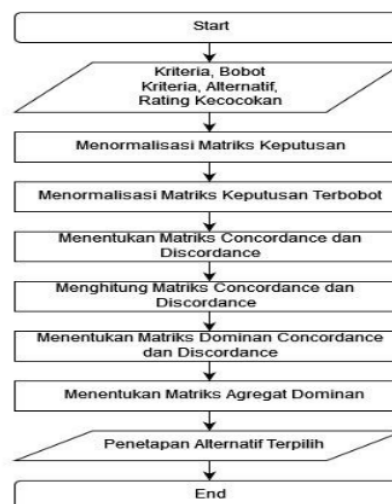 Start
Kriteria, Bobot
Kriteria, Alternatif,
Rating Kecocokan
Menormalisasi Matriks Keputusan
Menormalisasi Matriks Keputusan Terbobot
Menentukan Matriks Concordance dan
Discordance
Menghitung Matriks Concordance dan
Discordance
Menentukan Matriks Dominan Concordance
dan Discordance
Menentukan Matriks Agregat Dominan
Penetapan Alternatif Terpilih
End